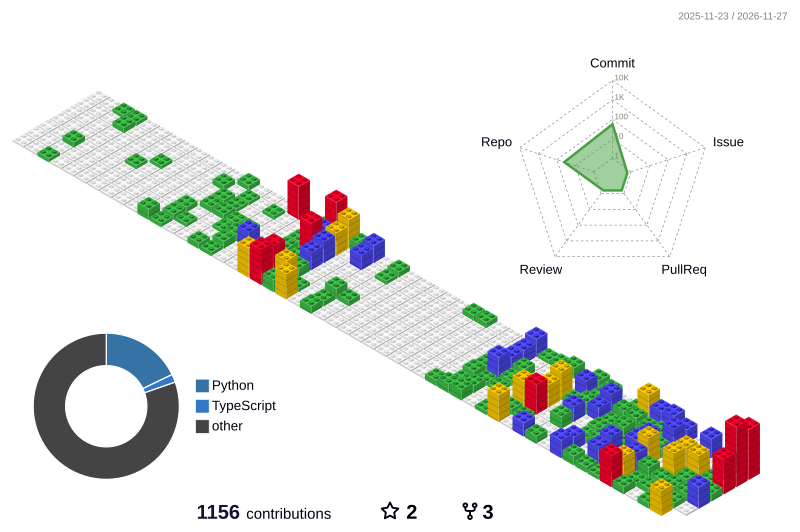 2025-11-23 / 2026-11-27
Commit
10K
1K
100
10
1
Repo
Issue
Review
PullReq
Python
TypeScript
other
1156 contributions
2
3